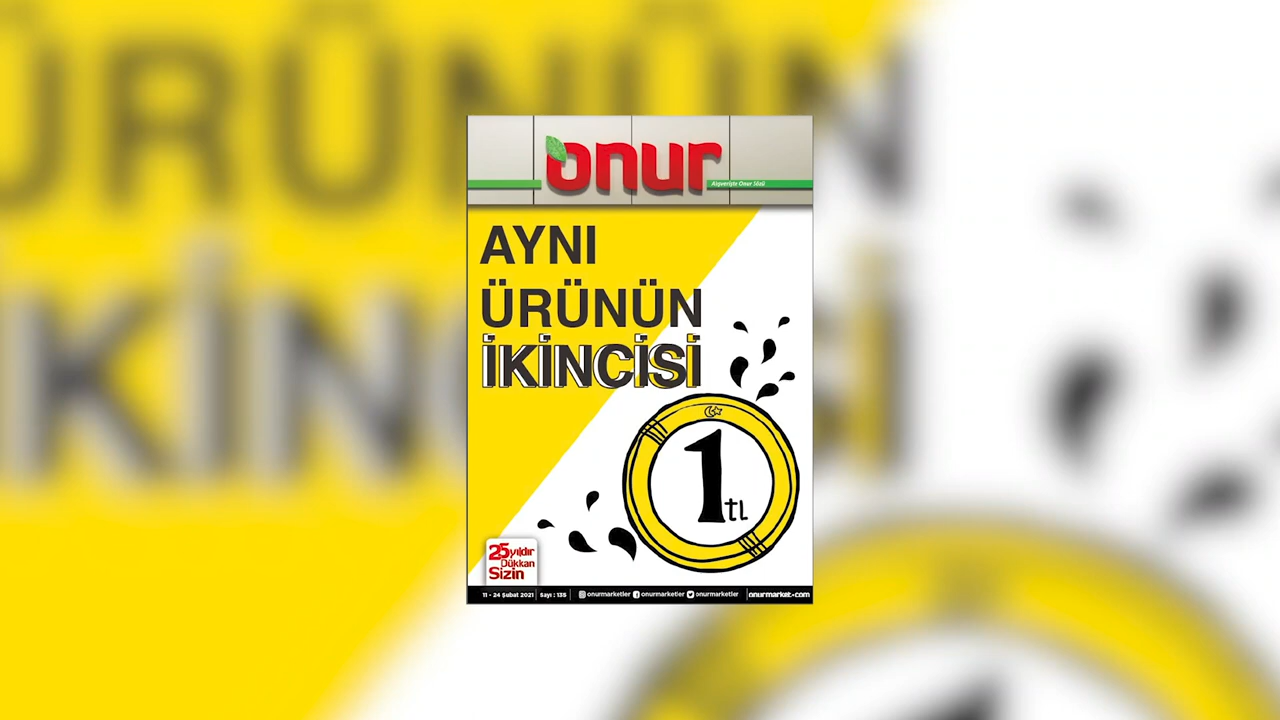 onur
Alışverişte Onur Sözü
AYNI
ÜRÜNÜN
İKİNCİSİ
1 tL
25 yıldır
Dükkan
Sizin
11 - 24 Şubat 2021 Sayı : 135 onurmarketler onurmarketler onurmarketler onurmarket.com